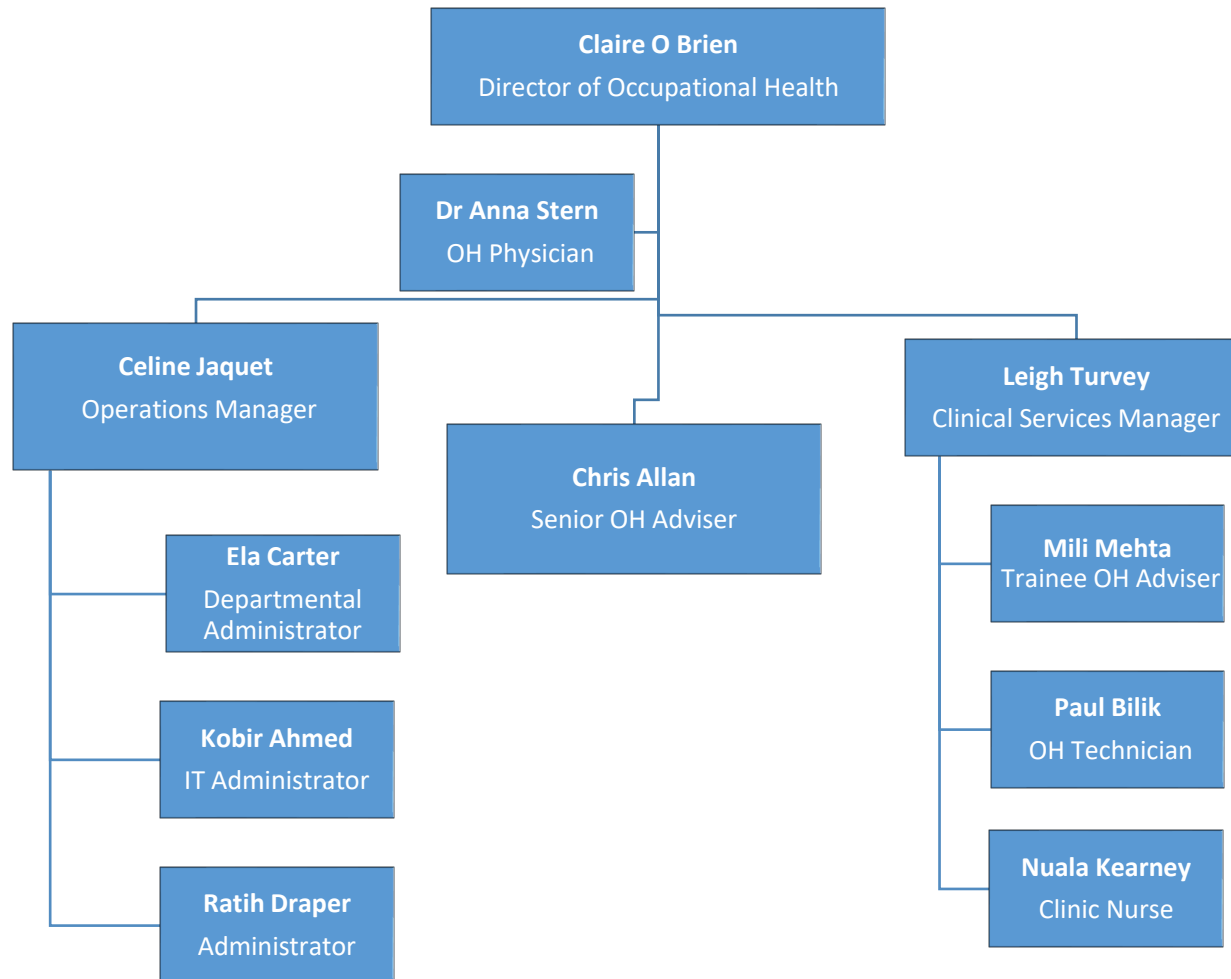 Claire O Brien
Director of Occupational Health
Dr Anna Stern
OH Physician
Celine Jaquet
Operations Manager
Chris Allan
Senior OH Adviser
Leigh Turvey
Clinical Services Manager
Ela Carter
Departmental
Administrator
Kobir Ahmed
IT Administrator
Ratih Draper
Administrator
Mili Mehta
Trainee OH Adviser
Paul Bilik
OH Technician
Nuala Kearney
Clinic Nurse